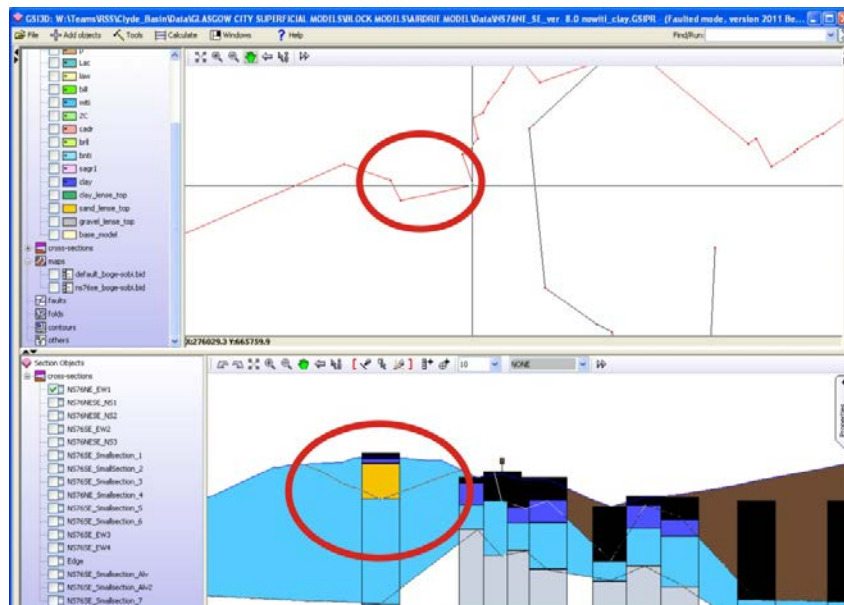 GSI3D: W:\Teams\RSS\Clyde_Basin\Data\GLASGOW CITY SUPERFICIAL MODELS\BLOCK MODELS\AIRDRIE MODEL\Data\NS76NE_SE_ver 8.0 nowiti_clay.GSIPR (Faulted mode, version 2011 Be...
File Add objects Tools Calculate Windows ? Help Find/Run:
p
Lac
law
bill
witi
ZC
cadr
brll
bnti
sagr1
clay
clay_lense_top
sand_lense_top
gravel_lense_top
base_model
cross-sections
maps
default_boge-sobi.bid
ns76se_boge-sobi.bid
faults
folds
contours
others
X:276029.3 Y:665759.9
Section Objects
10 NONE
cross-sections
NS76NE_EW1
NS76NESE_NS1
NS76NESE_NS2
NS76SE_EW2
NS76NESE_NS3
NS76SE_Smallsection_1
NS76SE_Smallsection_2
NS76SE_Smallsection_3
NS76NE_Smallsection_4
NS76SE_Smallsection_5
NS76SE_Smallsection_6
NS76SE_EW3
NS76SE_EW4
Edge
NS76SE_Smallsection_Alv
NS76SE_Smallsection_Alv2
NS76SE_Smallsection_7
Properties